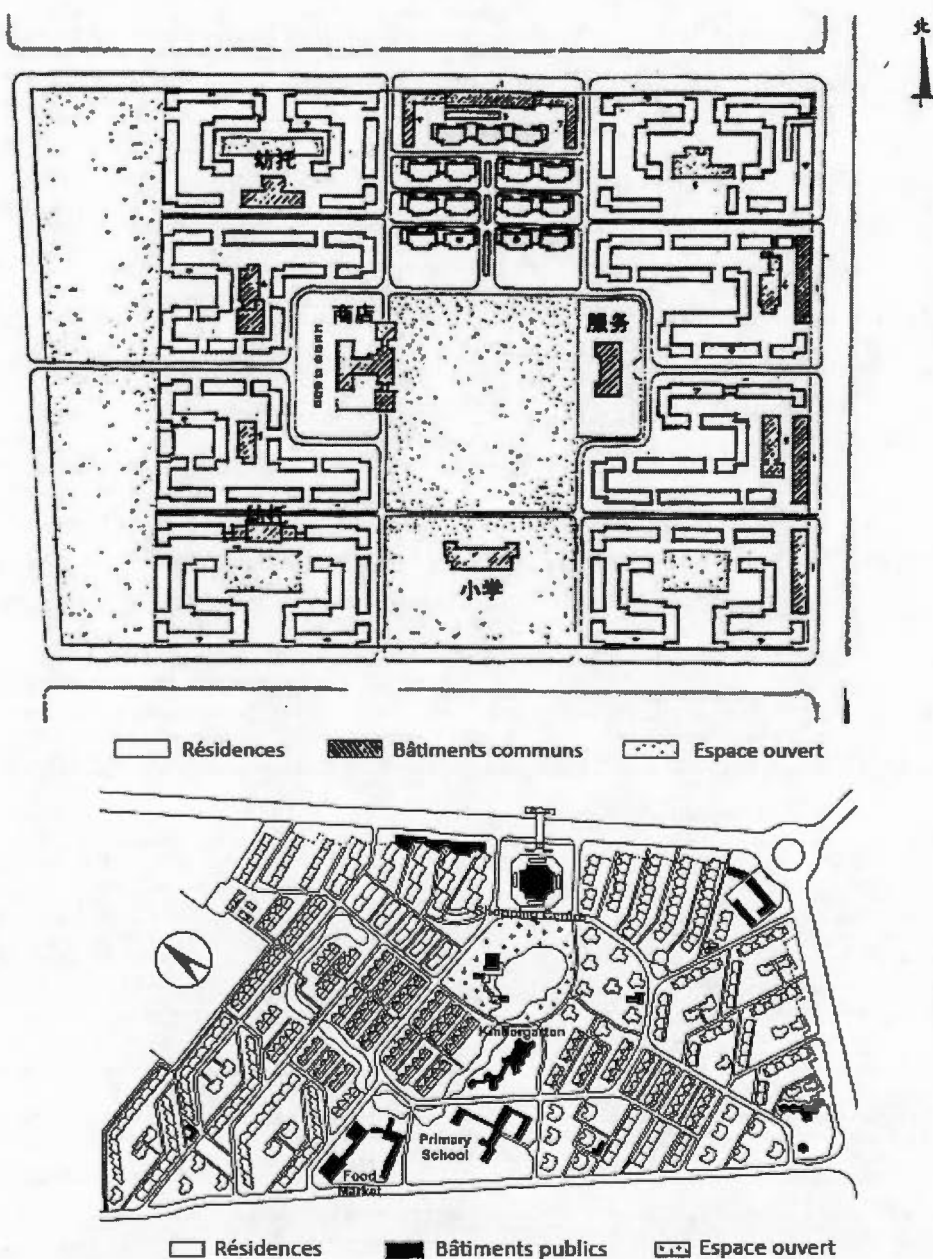 北
幼托
商店
服务
幼托
小学
Résidences
Bâtiments communs
Espace ouvert
Shopping Centre
Kindergarten
Primary
School
Food
Market
Résidences
Bâtiments publics
Espace ouvert